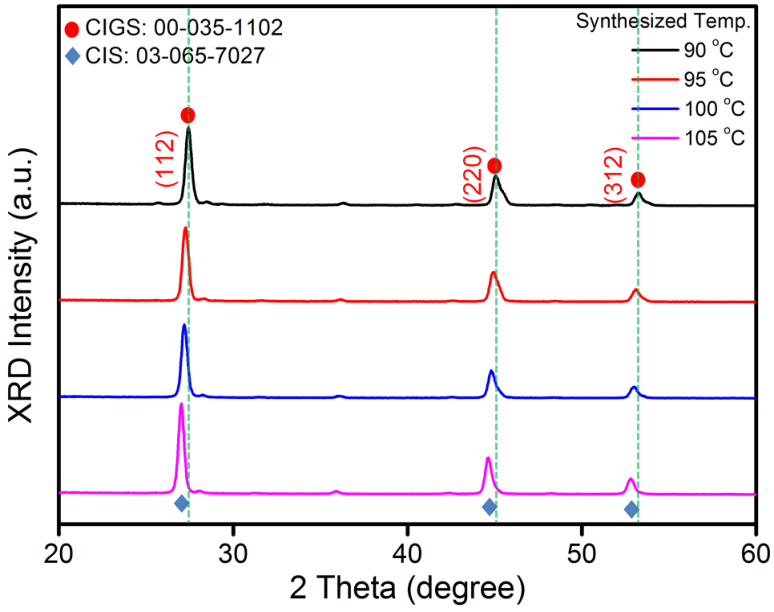 CIGS: 00-035-1102
CIS: 03-065-7027
Synthesized Temp.
90 °C
95 °C
100 °C
105 °C
(112)
(220)
(312)
XRD Intensity (a.u.)
20
30
40
50
60
2 Theta (degree)